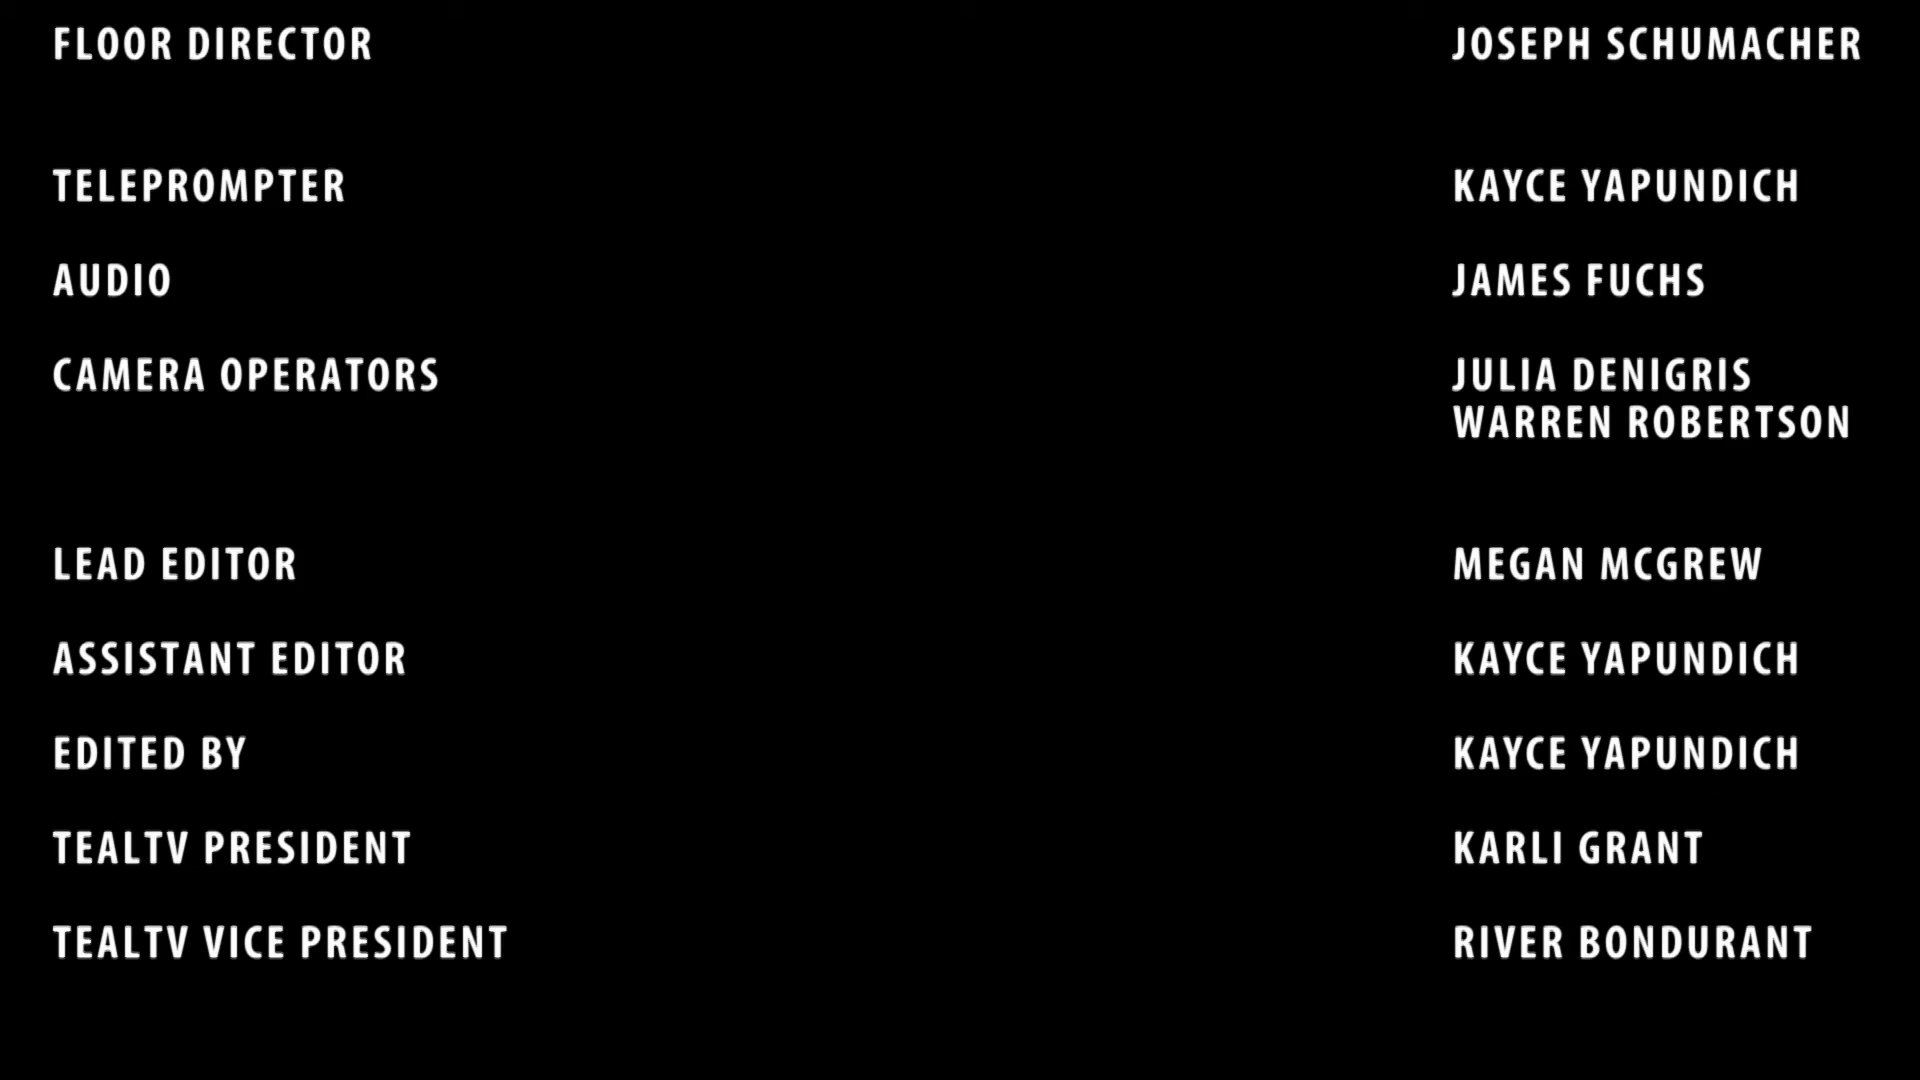 FLOOR DIRECTOR JOSEPH SCHUMACHER
TELEPROMPTER KAYCE YAPUNDICH
AUDIO JAMES FUCHS
CAMERA OPERATORS JULIA DENIGRIS
WARREN ROBERTSON
LEAD EDITOR MEGAN MCGREW
ASSISTANT EDITOR KAYCE YAPUNDICH
EDITED BY KAYCE YAPUNDICH
TEALTV PRESIDENT KARLI GRANT
TEALTV VICE PRESIDENT RIVER BONDURANT